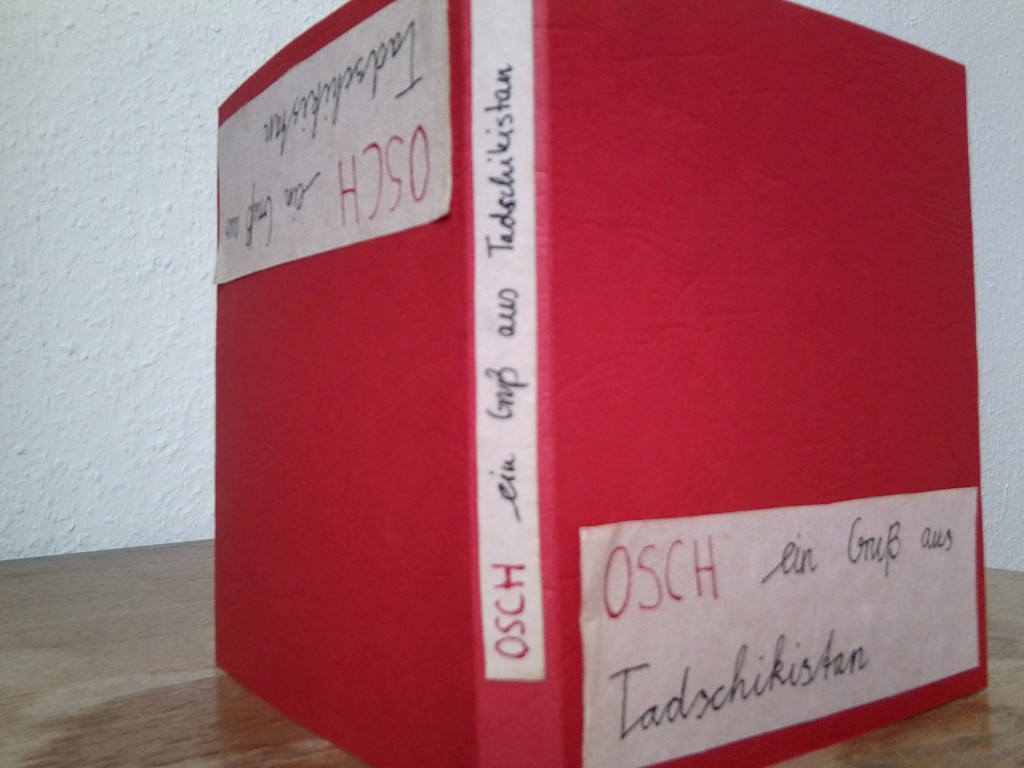 Tadschikistan
OSCH ein Gruß aus
OSCH ein Gruß aus Tadschikistan
OSCH ein Gruß aus
Tadschikistan